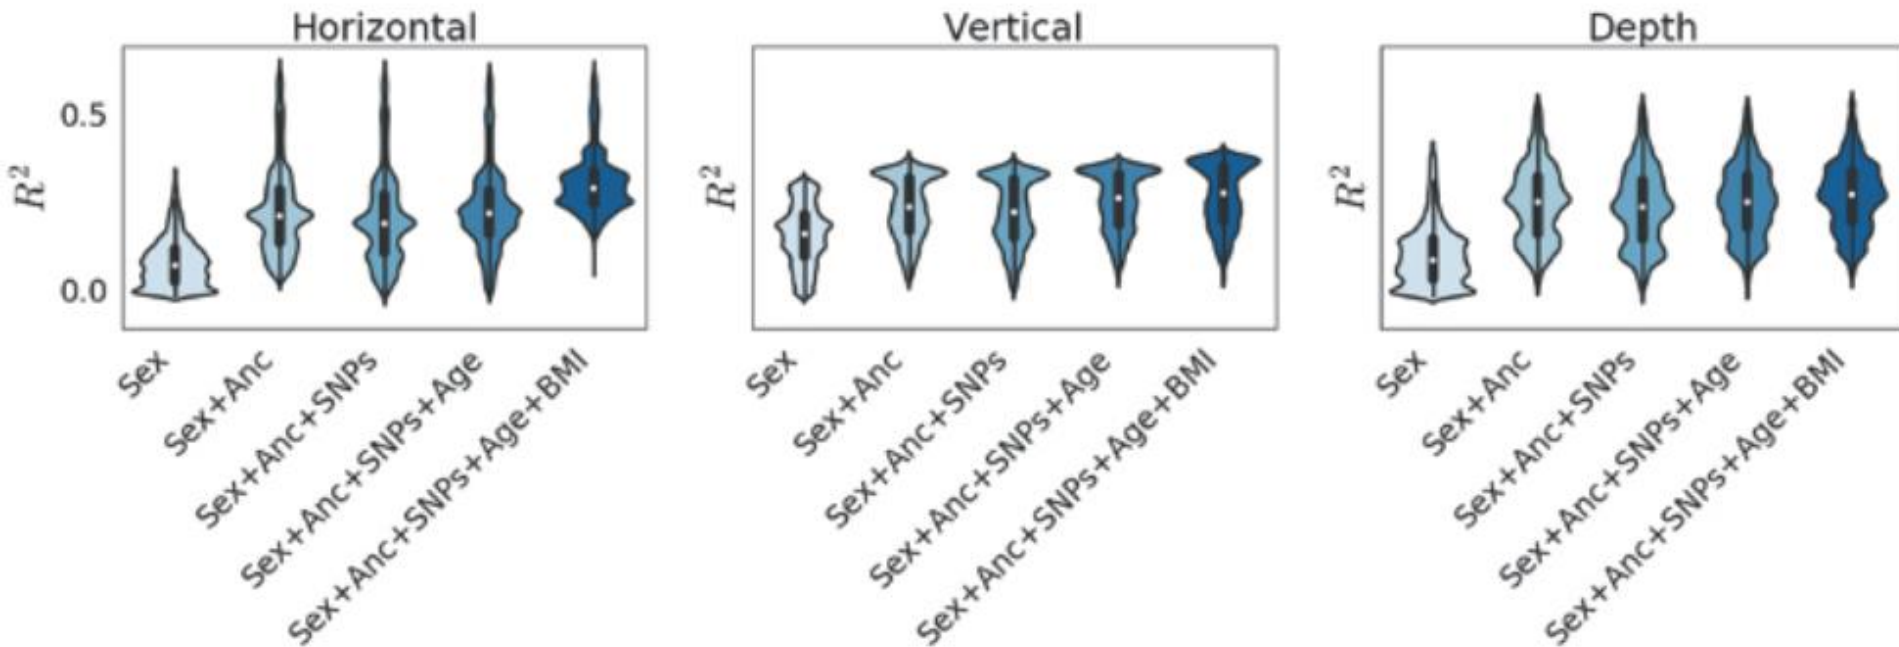 Horizontal
Vertical
Depth
R²
0.5
0.0
R²
R²
Sex
Sex+Anc
Sex+Anc+SNPs
Sex+Anc+SNPs+Age
Sex+Anc+SNPs+Age+BMI
Sex
Sex+Anc
Sex+Anc+SNPs
Sex+Anc+SNPs+Age
Sex+Anc+SNPs+Age+BMI
Sex
Sex+Anc
Sex+Anc+SNPs
Sex+Anc+SNPs+Age
Sex+Anc+SNPs+Age+BMI